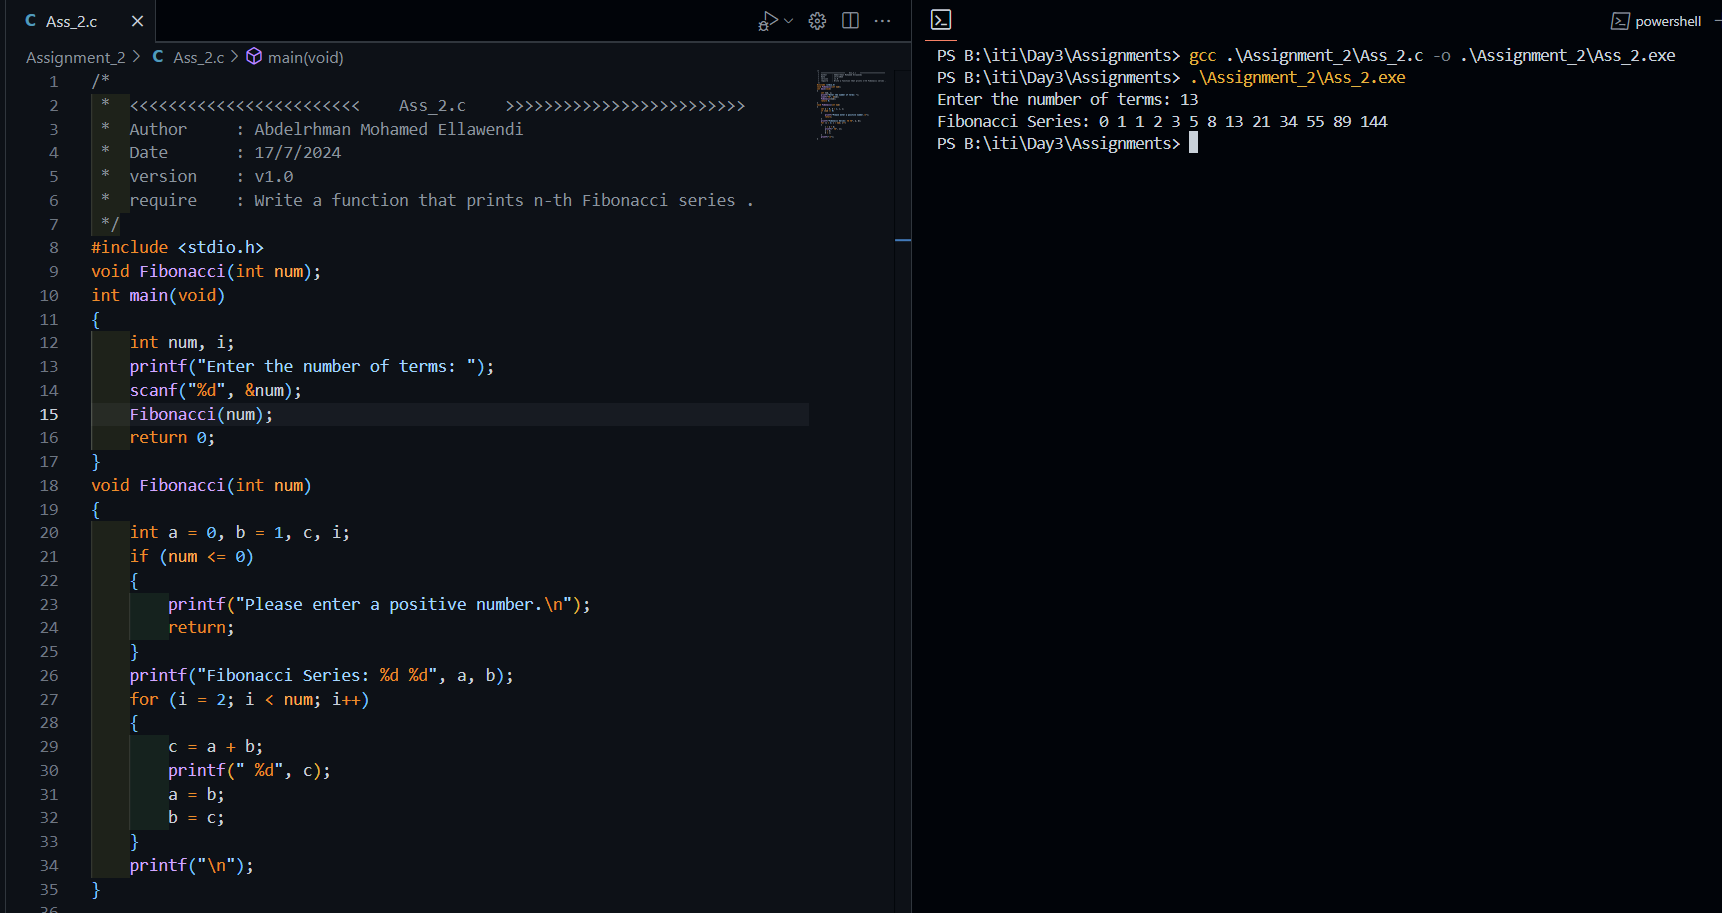 C Ass_2.c ×
Assignment_2 > C Ass_2.c > main(void)
1 /*
2  *  <<<<<<<<<<<<<<<<<<<<<<<<    Ass_2.c    >>>>>>>>>>>>>>>>>>>>>>>>>
3  *  Author     : Abdelrhman Mohamed Ellawendi
4  *  Date       : 17/7/2024
5  *  version    : v1.0
6  *  require    : Write a function that prints n-th Fibonacci series .
7  */
8 #include <stdio.h>
9 void Fibonacci(int num);
10 int main(void)
11 {
12     int num, i;
13     printf("Enter the number of terms: ");
14     scanf("%d", &num);
15     Fibonacci(num);
16     return 0;
17 }
18 void Fibonacci(int num)
19 {
20     int a = 0, b = 1, c, i;
21     if (num <= 0)
22     {
23         printf("Please enter a positive number.\n");
24         return;
25     }
26     printf("Fibonacci Series: %d %d", a, b);
27     for (i = 2; i < num; i++)
28     {
29         c = a + b;
30         printf(" %d", c);
31         a = b;
32         b = c;
33     }
34     printf("\n");
35 }
36
powershell
PS B:\iti\Day3\Assignments> gcc .\Assignment_2\Ass_2.c -o .\Assignment_2\Ass_2.exe
PS B:\iti\Day3\Assignments> .\Assignment_2\Ass_2.exe
Enter the number of terms: 13
Fibonacci Series: 0 1 1 2 3 5 8 13 21 34 55 89 144
PS B:\iti\Day3\Assignments>